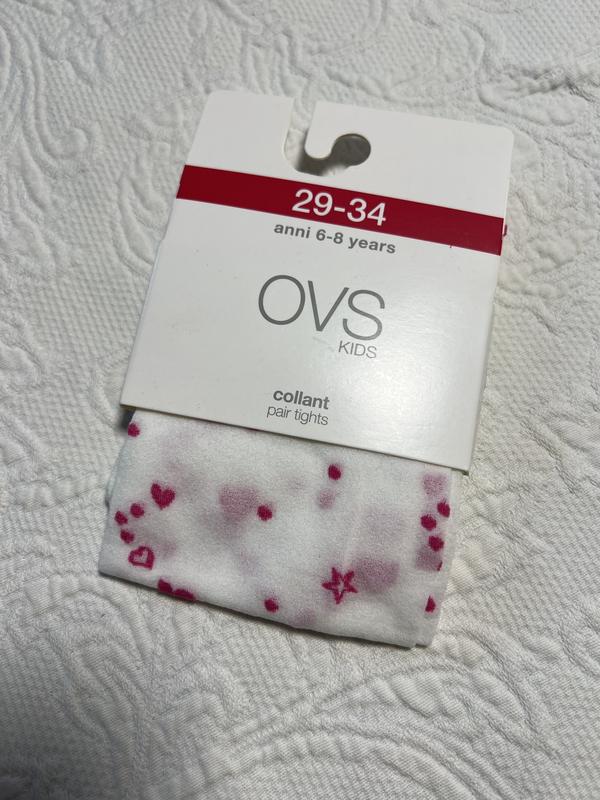 29-34
anni 6-8 years
OVS
KIDS
collant
pair tights